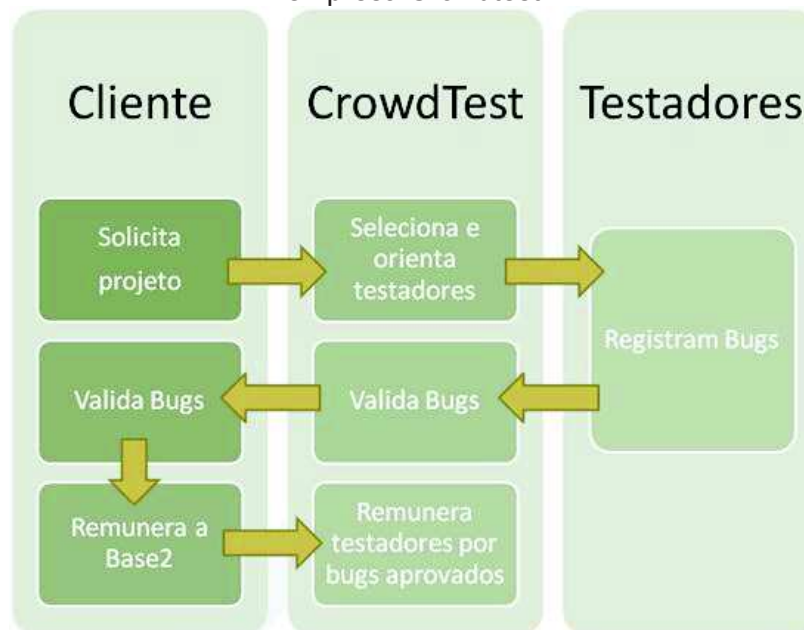 Cliente
CrowdTest
Testadores
Solicita
projeto
Seleciona e
orienta
testadores
Registram Bugs
Valida Bugs
Valida Bugs
Remunera a
Base2
Remunera
testadores por
bugs aprovados